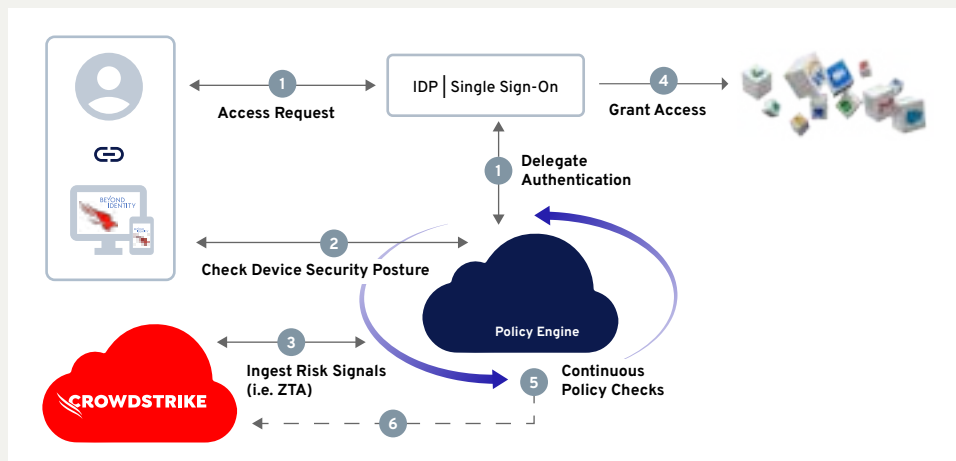 1
Access Request
IDP | Single Sign-On
4
Grant Access
1
Delegate
Authentication
BEYOND
IDENTITY
2
Check Device Security Posture
Policy Engine
3
Ingest Risk Signals
(i.e. ZTA)
5
Continuous
Policy Checks
CROWDSTRIKE
6